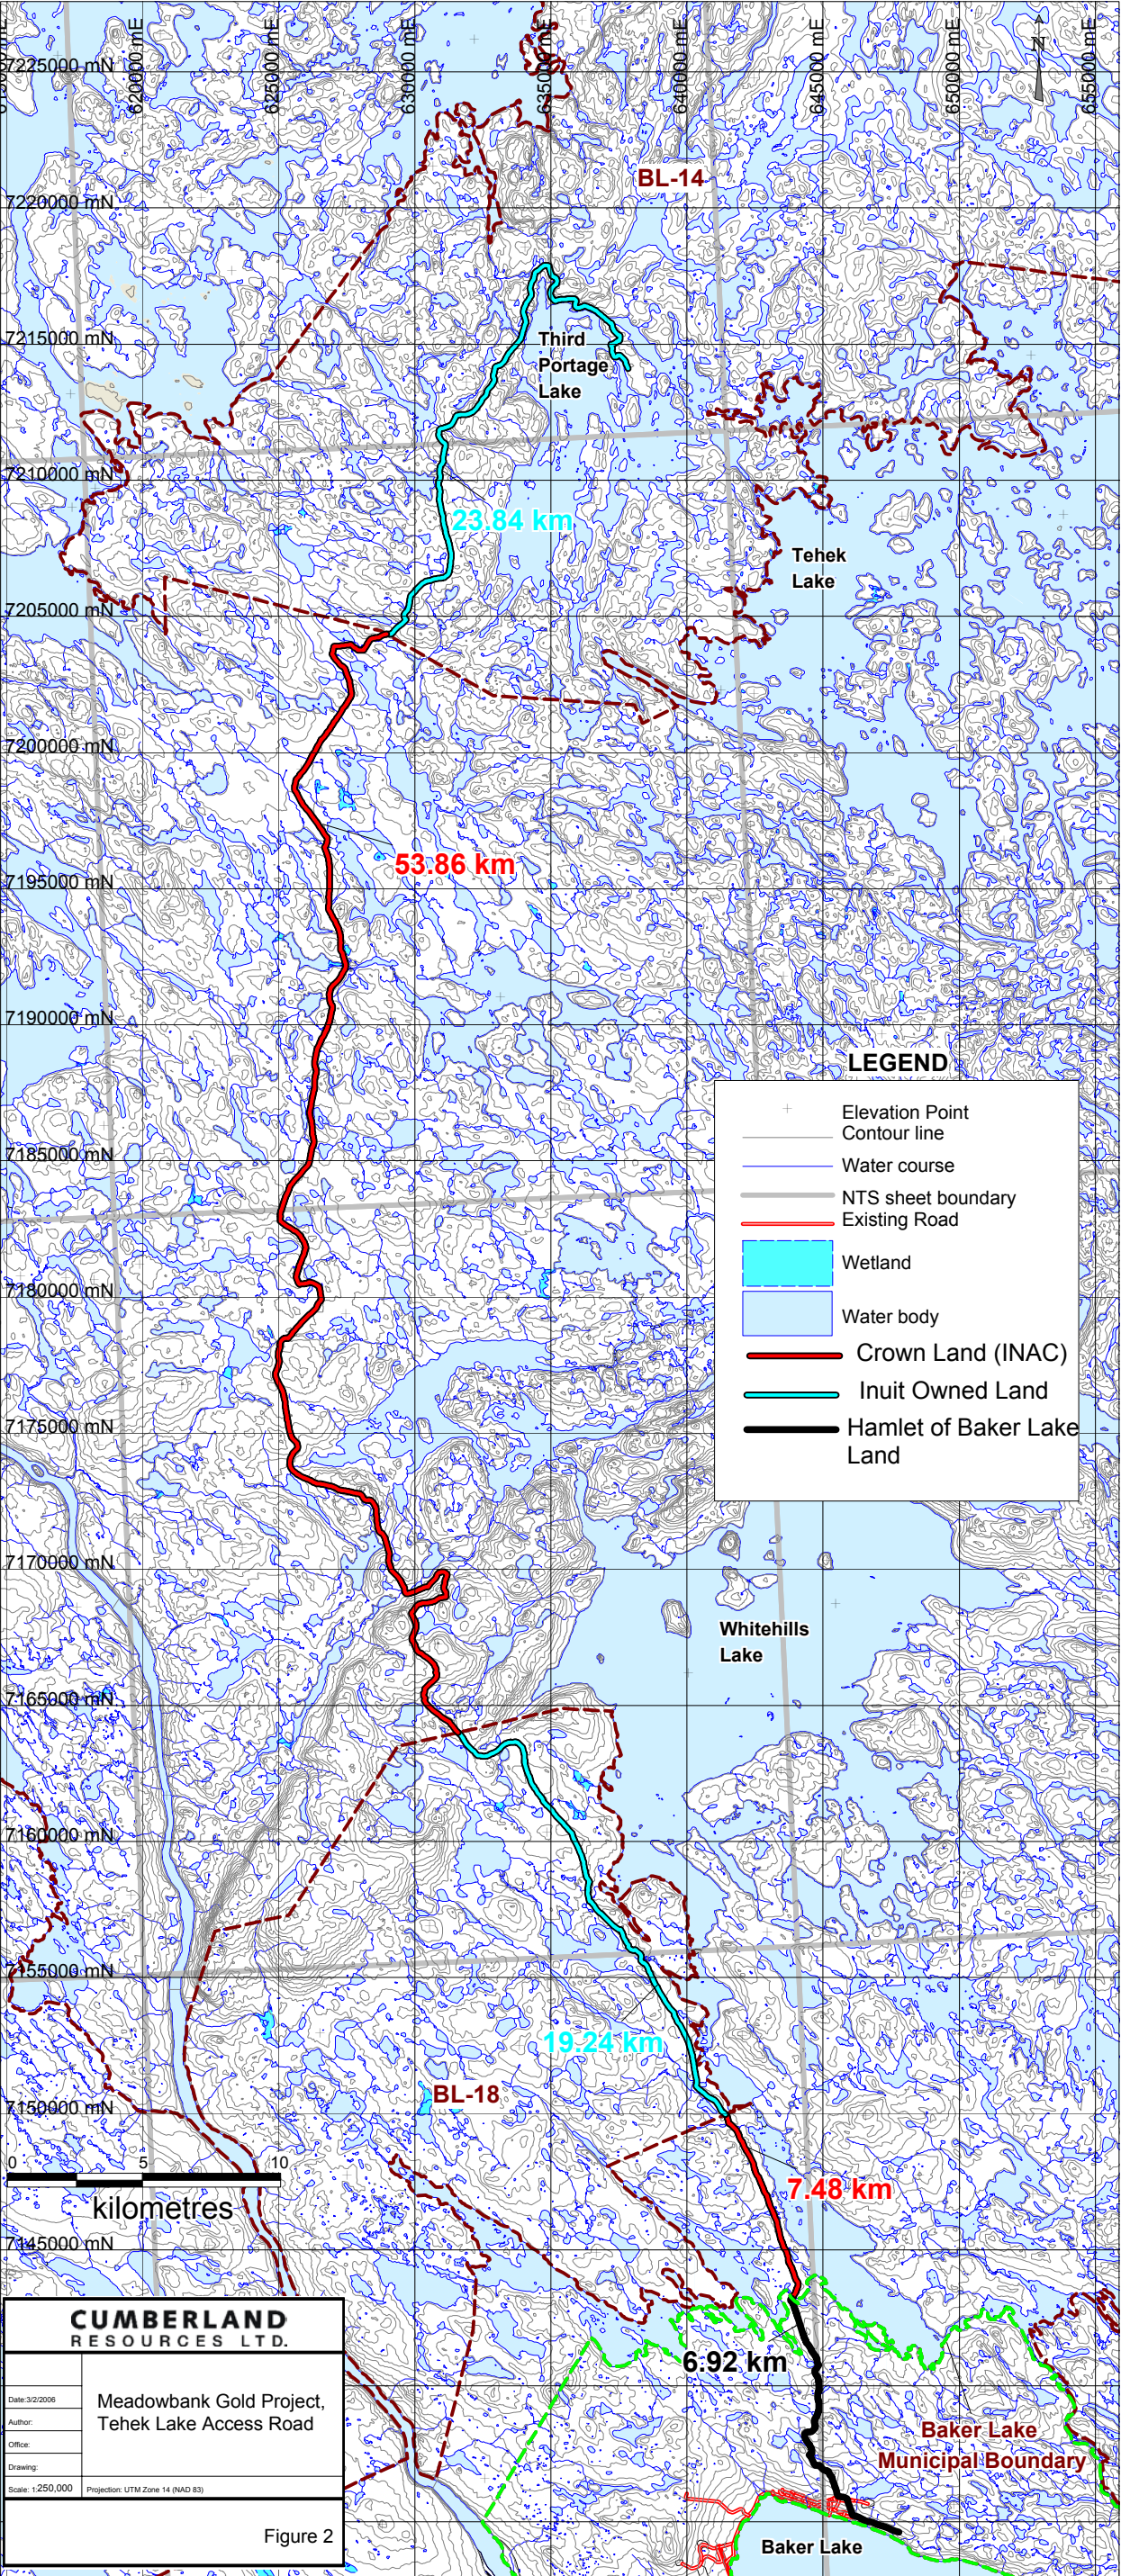 620000 mE
625000 mE
630000 mE
635000 mE
640000 mE
645000 mE
650000 mE
655000 mE
N
7225000 mN
BL-14
7220000 mN
7215000 mN
Third
Portage
Lake
7210000 mN
23.84 km
Tehek
Lake
7205000 mN
7200000 mN
53.86 km
7195000 mN
7190000 mN
LEGEND
Elevation Point
Contour line
Water course
NTS sheet boundary
Existing Road
Wetland
Water body
Crown Land (INAC)
Inuit Owned Land
Hamlet of Baker Lake
Land
7185000 mN
7180000 mN
7175000 mN
7170000 mN
Whitehills
Lake
7165000 mN
7160000 mN
7155000 mN
19.24 km
BL-18
7150000 mN
0 5 10
kilometres
7.48 km
7145000 mN
6.92 km
Baker Lake
Municipal Boundary
Baker Lake
CUMBERLAND
RESOURCES LTD.
Date:3/2/2006
Author:
Office:
Drawing:
Scale: 1:250,000
Meadowbank Gold Project,
Tehek Lake Access Road
Projection: UTM Zone 14 (NAD 83)
Figure 2